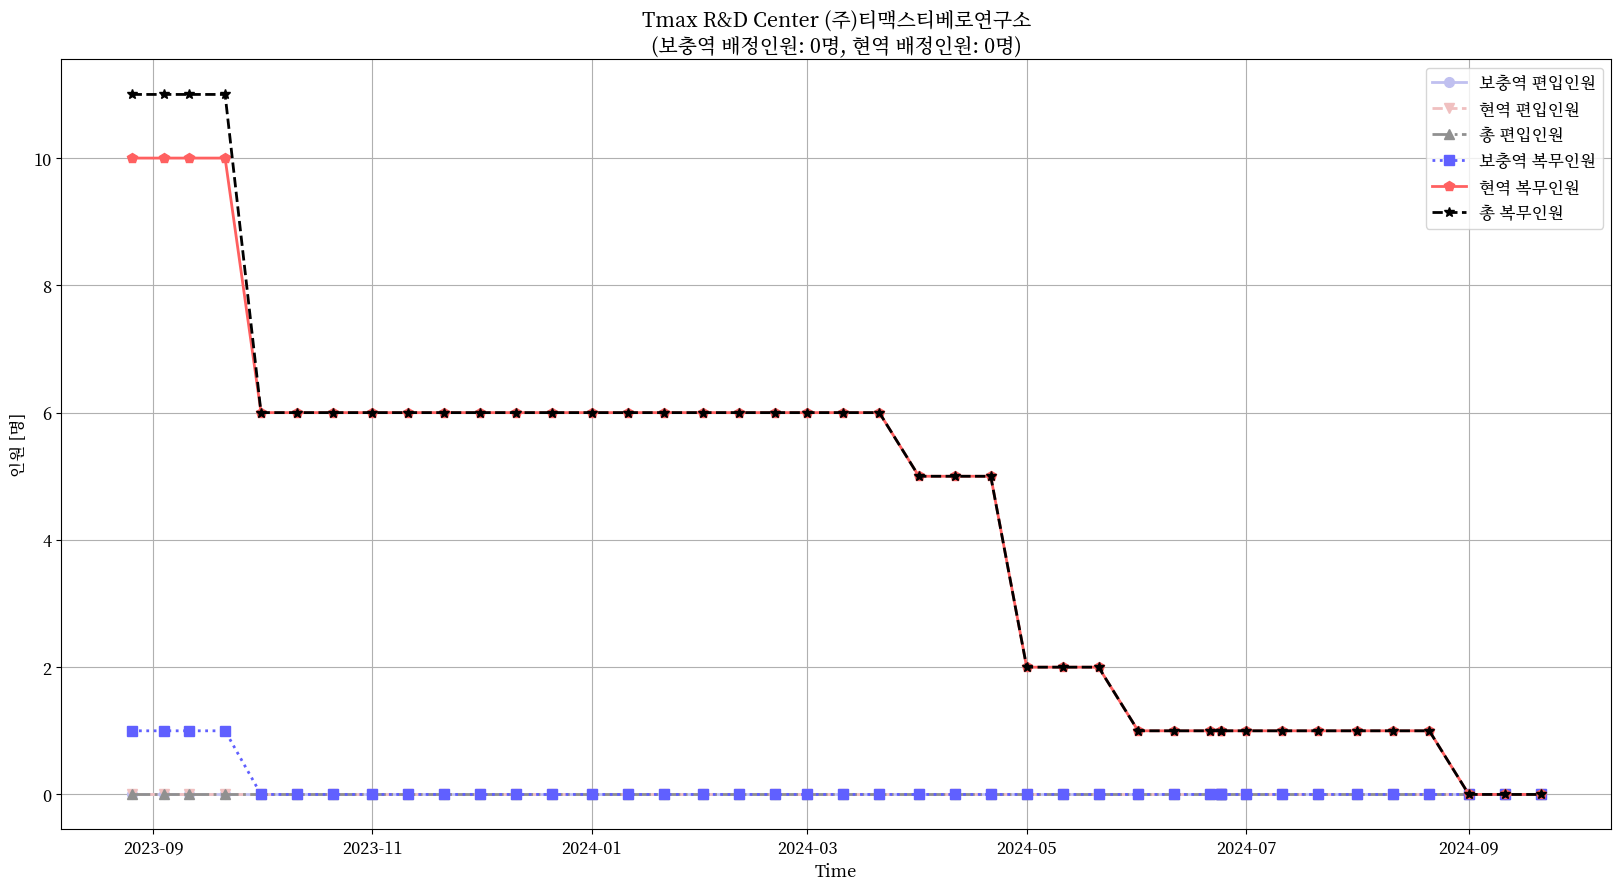 Tmax R&D Center (주)티맥스티베로연구소
(보충역 배정인원: 0명, 현역 배정인원: 0명)
보충역 편입인원
현역 편입인원
총 편입인원
보충역 복무인원
현역 복무인원
총 복무인원
인원 [명]
10
8
6
4
2
0
2023-09
2023-11
2024-01
2024-03
2024-05
2024-07
2024-09
Time